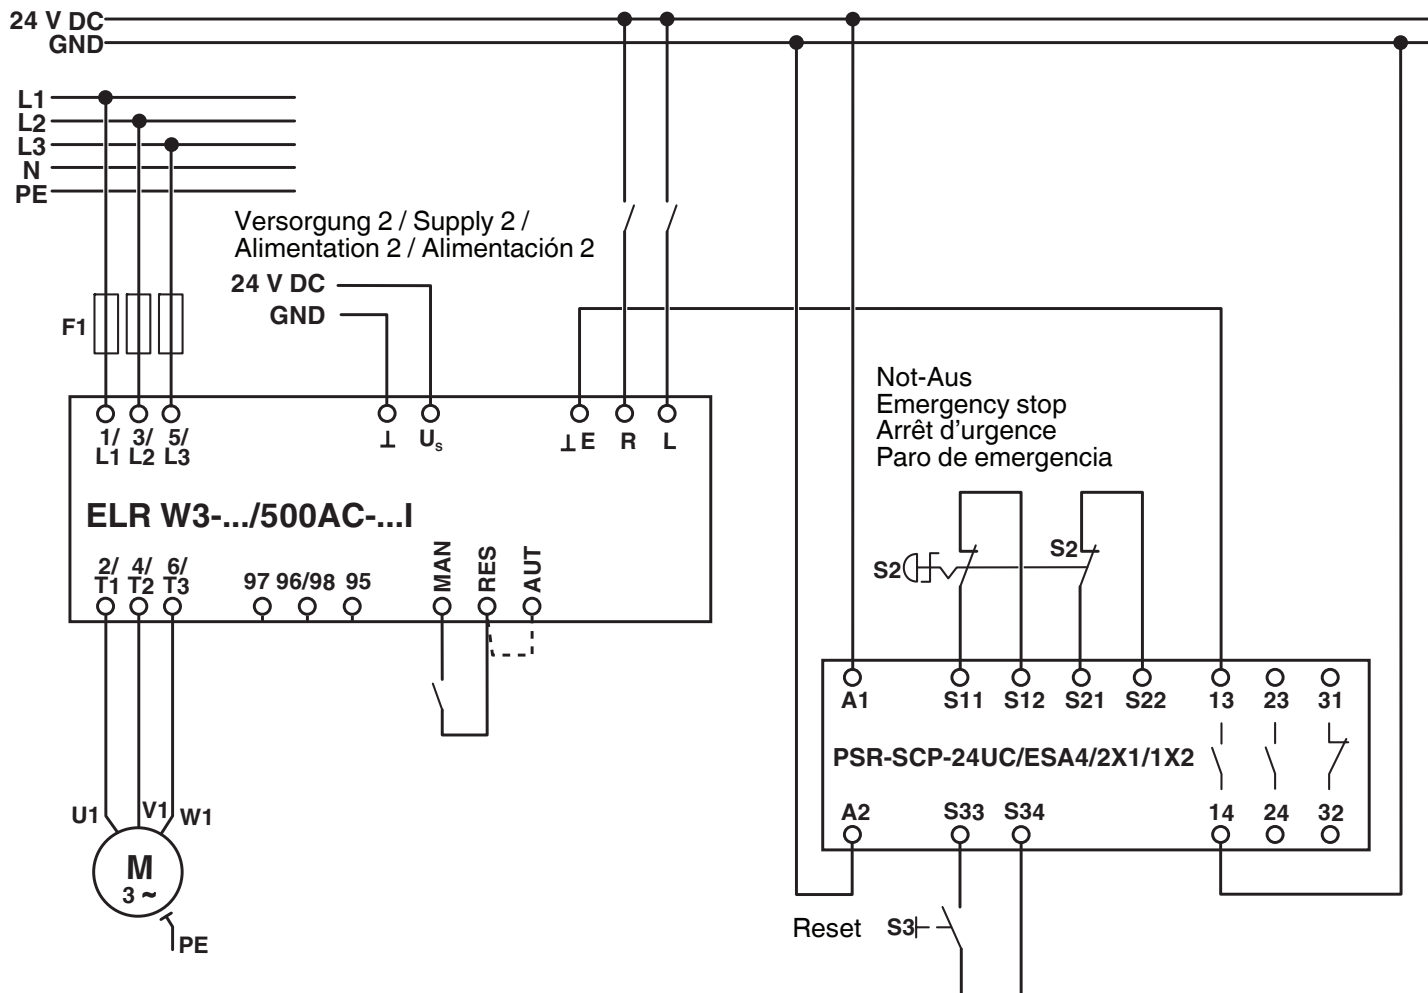 24 V DC
GND
L1
L2
L3
N
PE
Versorgung 2 / Supply 2 /
Alimentation 2 / Alimentación 2
24 V DC
GND
F1
1/ 3/ 5/
L1 L2 L3
⊥ Us ⊥E R L
ELR W3-.../500AC-...I
2/ 4/ 6/
T1 T2 T3
97 96/98 95
MAN RES AUT
U1 V1 W1
M
3 ~
PE
Not-Aus
Emergency stop
Arrêt d'urgence
Paro de emergencia
S2 S2
A1 S11 S12 S21 S22 13 23 31
PSR-SCP-24UC/ESA4/2X1/1X2
A2 S33 S34 14 24 32
Reset S3